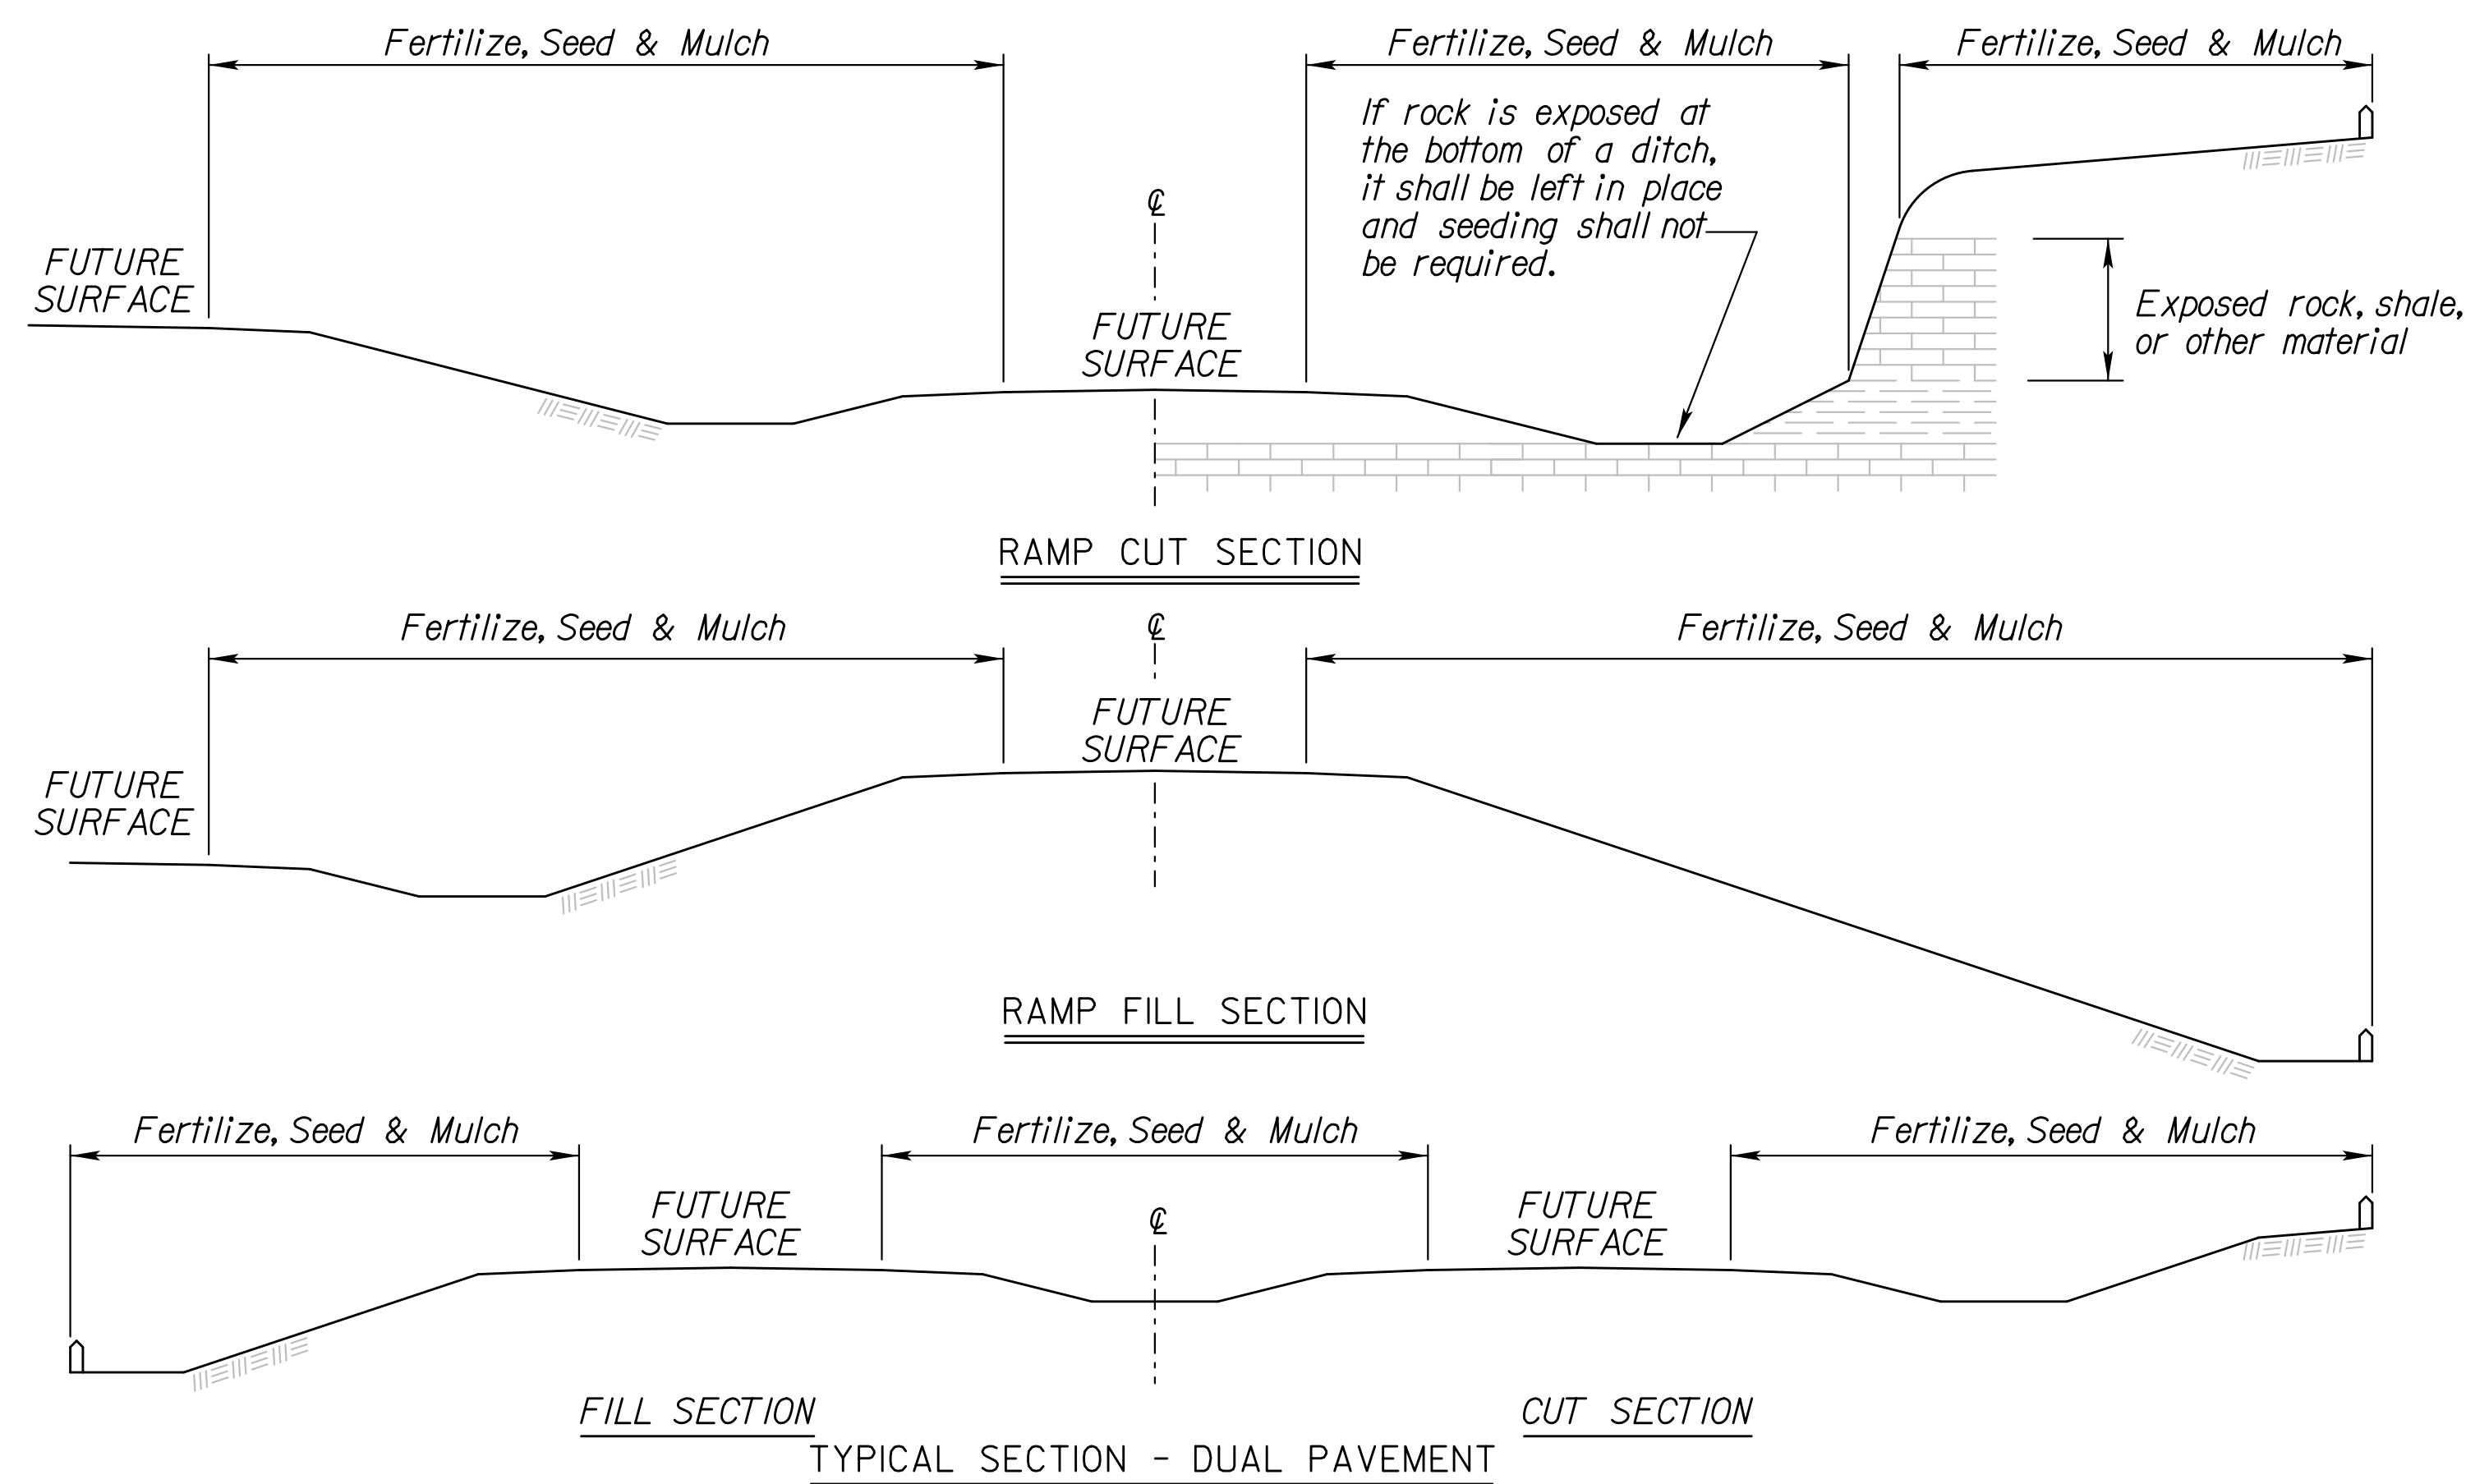 Fertilize, Seed & Mulch
Fertilize, Seed & Mulch
Fertilize, Seed & Mulch
If rock is exposed at
the bottom of a ditch,
it shall be left in place
and seeding shall not
be required.
℄
FUTURE
SURFACE
FUTURE
SURFACE
Exposed rock, shale,
or other material
RAMP CUT SECTION
Fertilize, Seed & Mulch
℄
Fertilize, Seed & Mulch
FUTURE
SURFACE
FUTURE
SURFACE
RAMP FILL SECTION
Fertilize, Seed & Mulch
Fertilize, Seed & Mulch
Fertilize, Seed & Mulch
FUTURE
SURFACE
℄
FUTURE
SURFACE
FILL SECTION
CUT SECTION
TYPICAL SECTION - DUAL PAVEMENT